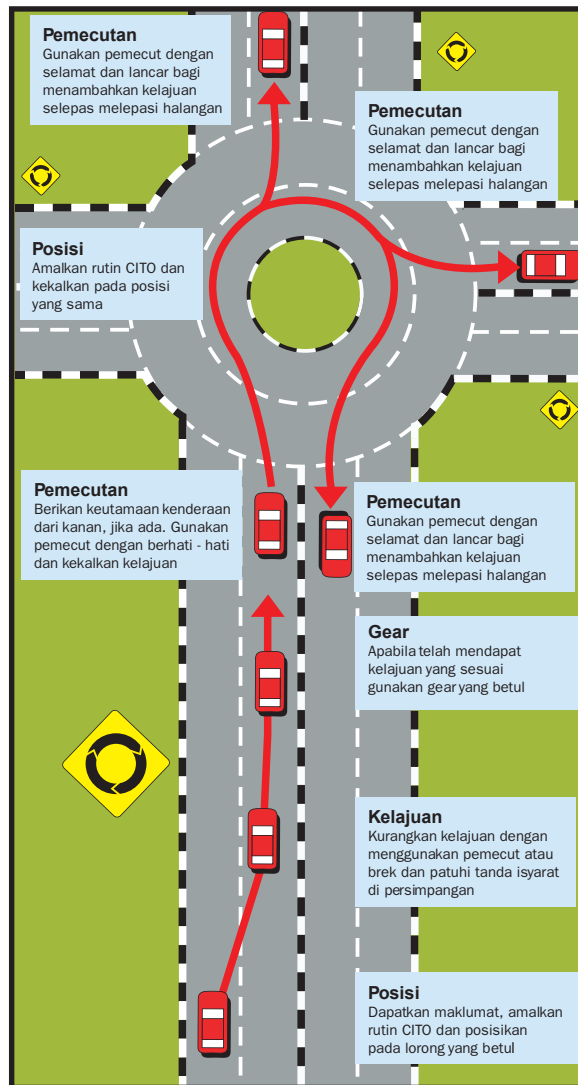 Pemecutan
Gunakan pemecut dengan
selamat dan lancar bagi
menambahkan kelajuan
selepas melepasi halangan
Pemecutan
Gunakan pemecut dengan
selamat dan lancar bagi
menambahkan kelajuan
selepas melepasi halangan
Posisi
Amalkan rutin CITO dan
kekalkan pada posisi
yang sama
Pemecutan
Berikan keutamaan kenderaan
dari kanan, jika ada. Gunakan
pemecut dengan berhati - hati
dan kekalkan kelajuan
Pemecutan
Gunakan pemecut dengan
selamat dan lancar bagi
menambahkan kelajuan
selepas melepasi halangan
Gear
Apabila telah mendapat
kelajuan yang sesuai
gunakan gear yang betul
Kelajuan
Kurangkan kelajuan dengan
menggunakan pemecut atau
brek dan patuhi tanda isyarat
di persimpangan
Posisi
Dapatkan maklumat, amalkan
rutin CITO dan posisikan
pada lorong yang betul